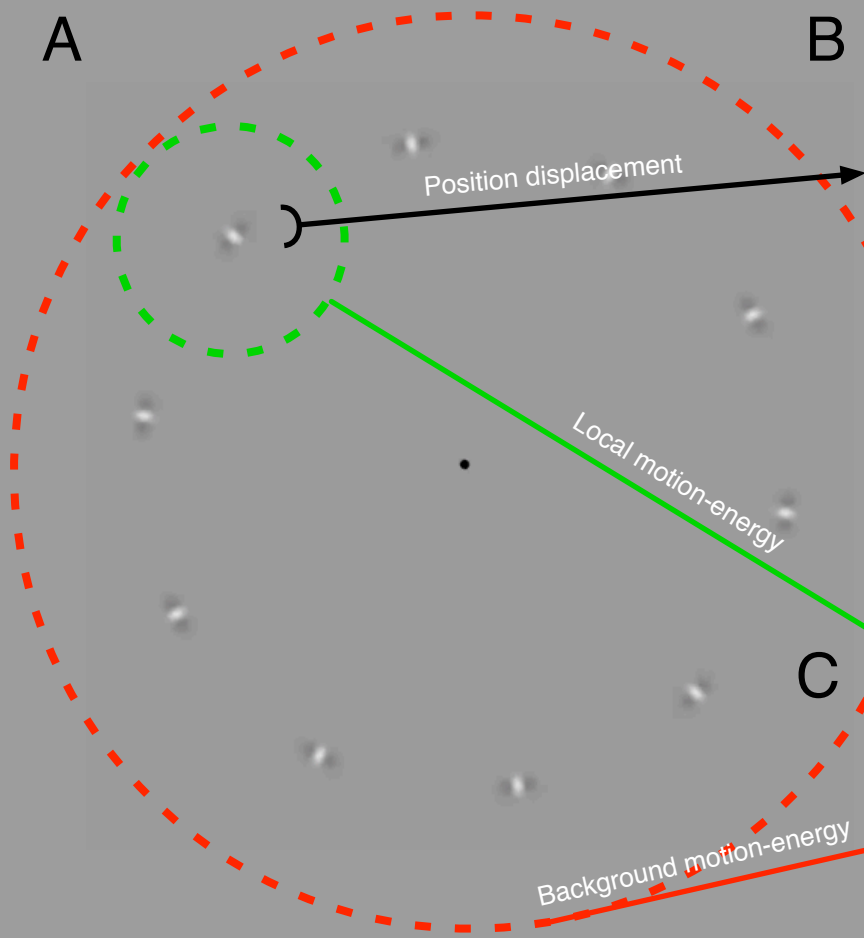 A
B
Position displacement
Local motion-energy
C
Background motion-energy